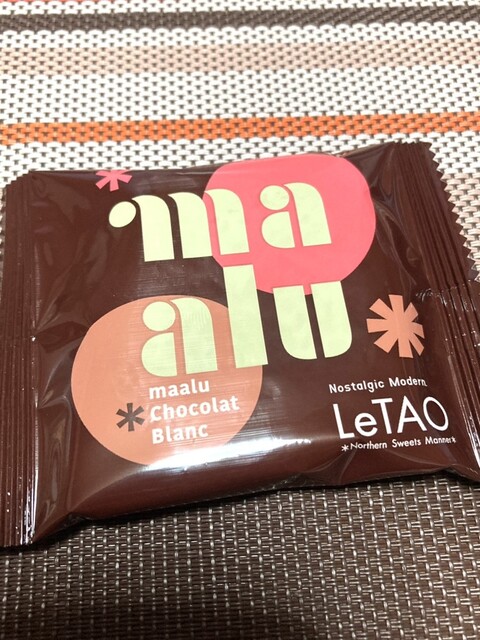 ma
alu
maalu
*Chocolat
Blanc
Nostalgic Modern.
LeTAO
*Northern Sweets Manner*